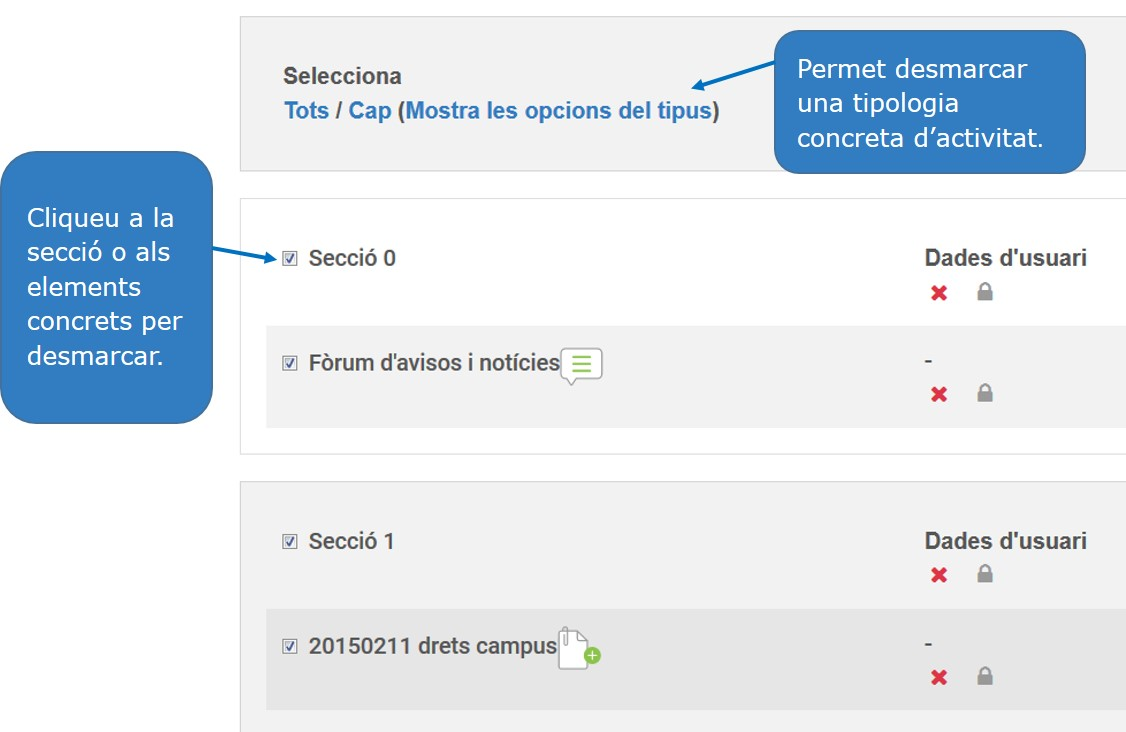 Selecciona
Tots / Cap (Mostra les opcions del tipus)
Permet desmarcar
una tipologia
concreta d’activitat.
Cliqueu a la
secció o als
elements
concrets per
desmarcar.
Secció 0
Dades d'usuari
Fòrum d'avisos i notícies
-
Secció 1
Dades d'usuari
20150211 drets campus
-